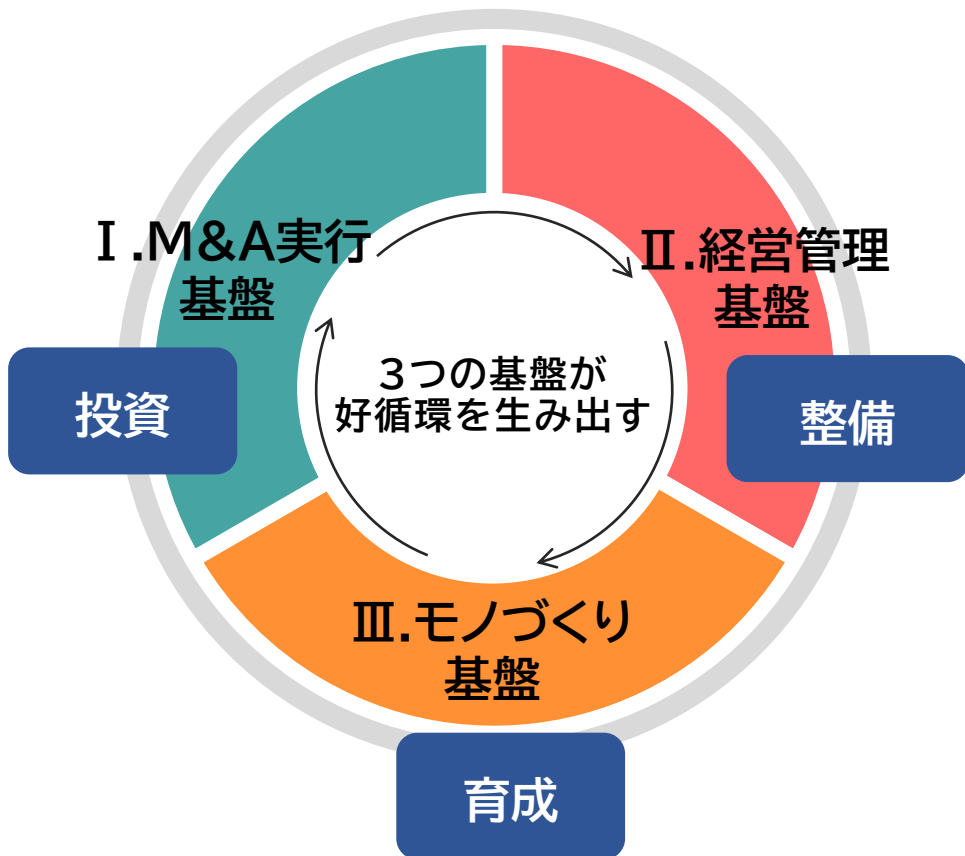 Ⅰ.M&A実行
基盤
Ⅱ.経営管理
基盤
3つの基盤が
好循環を生み出す
投資
整備
Ⅲ.モノづくり
基盤
育成